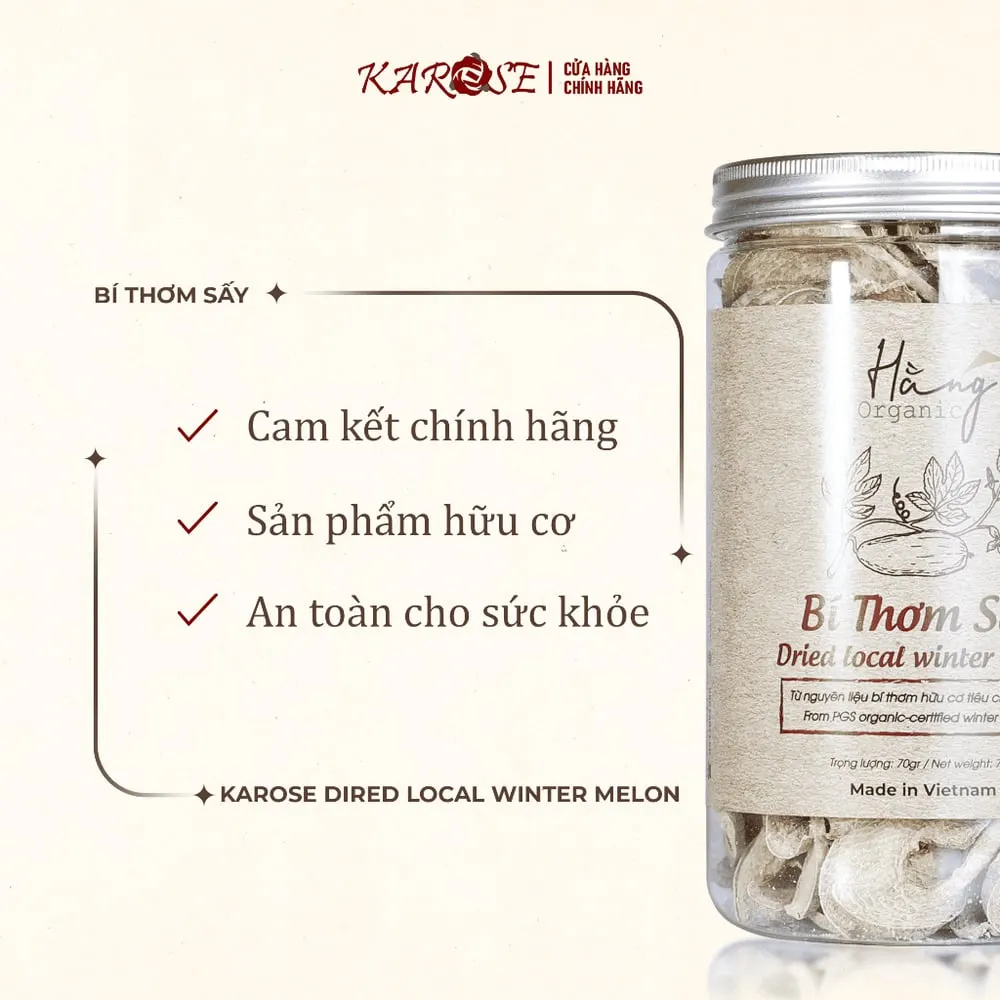 KAROSE
CỬA HÀNG
CHÍNH HÃNG
BÍ THƠM SẤY
Cam kết chính hãng
Sản phẩm hữu cơ
An toàn cho sức khỏe
KAROSE DIRED LOCAL WINTER MELON
Hằng
Organic
Bí Thơm
Dried local winter
Từ nguyên liệu bí thơm hữu cơ tiêu
From PGS organic-certified winter
Trọng lượng: 70gr / Net weight:
Made in Vietnam